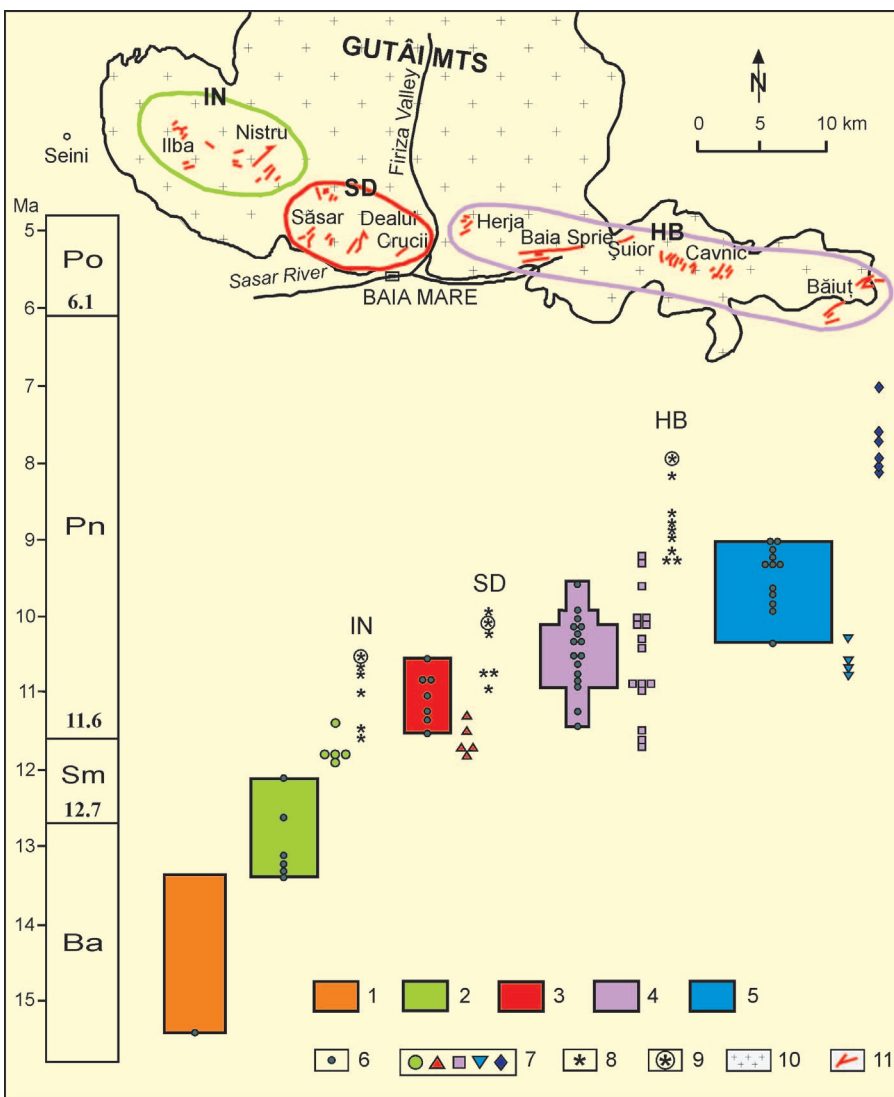 GUTÂI MTS
IN
Firiza Valley
N
Nistru
Ilba
0 5 10 km
Seini
SD
Ma
Săsar
Dealul
Crucii
Herja
Baia Sprie
HB
Şuior
Cavnic
Băiuț
Sasar River
BAIA MARE
5
Po
6
6.1
7
8
HB
9
Pn
10
SD
IN
11
11.6
12
Sm
12.7
13
14
Ba
15
1 2 3 4 5
6 7 8 9 10 11